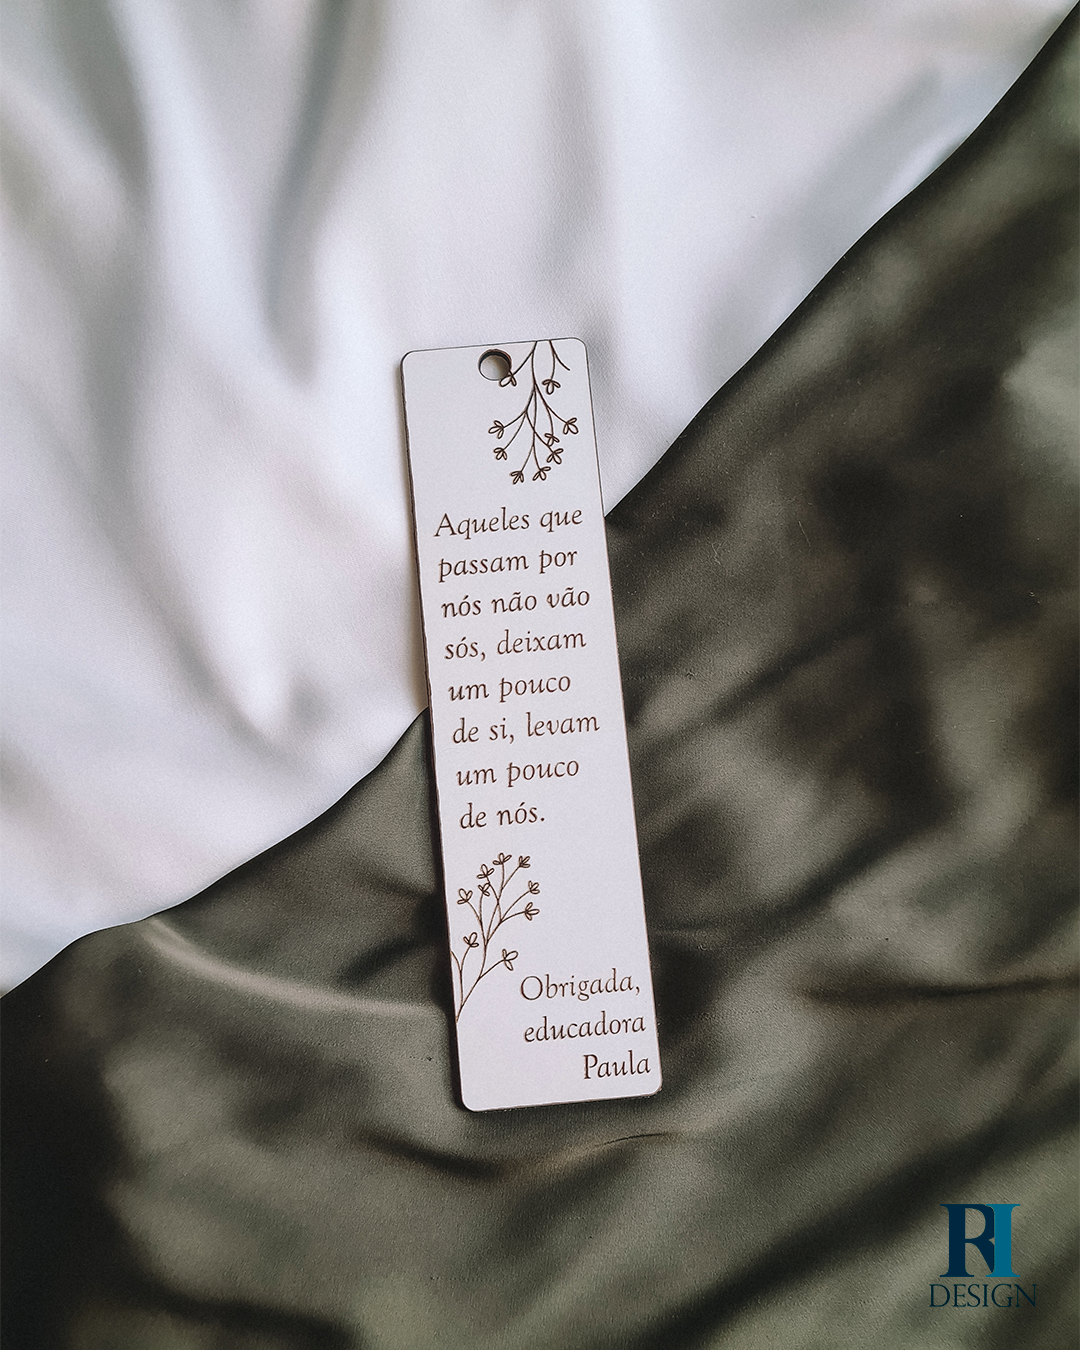 Aqueles que
passam por
nós não vão
sós, deixam
um pouco
de si, levam
um pouco
de nós.
Obrigada,
educadora
Paula
RI
DESIGN